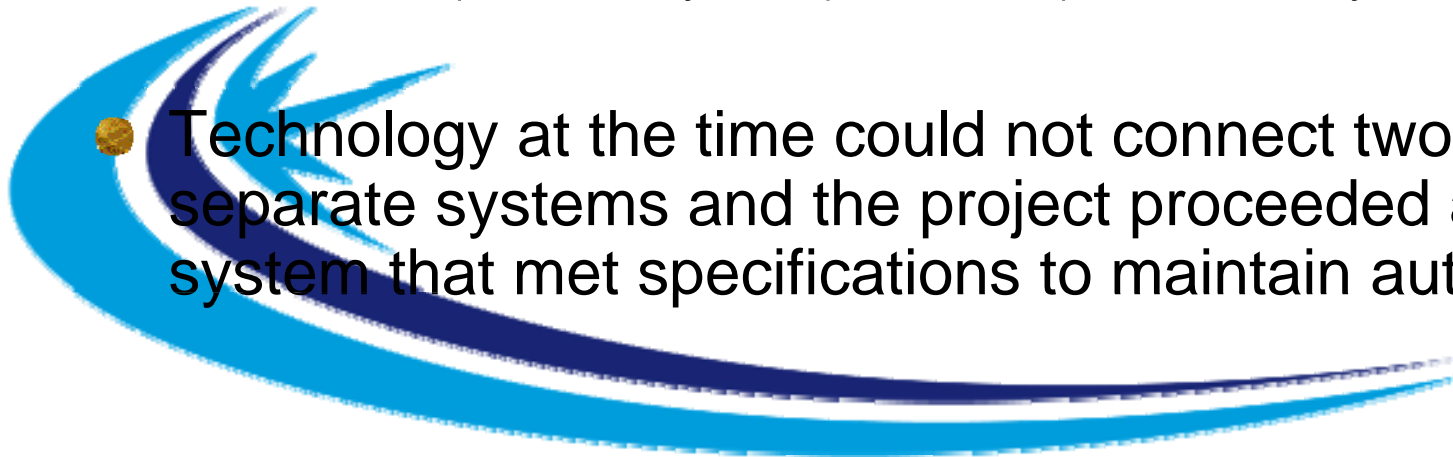 Technology at the time could not connect two
separate systems and the project proceeded
system that met specifications to maintain